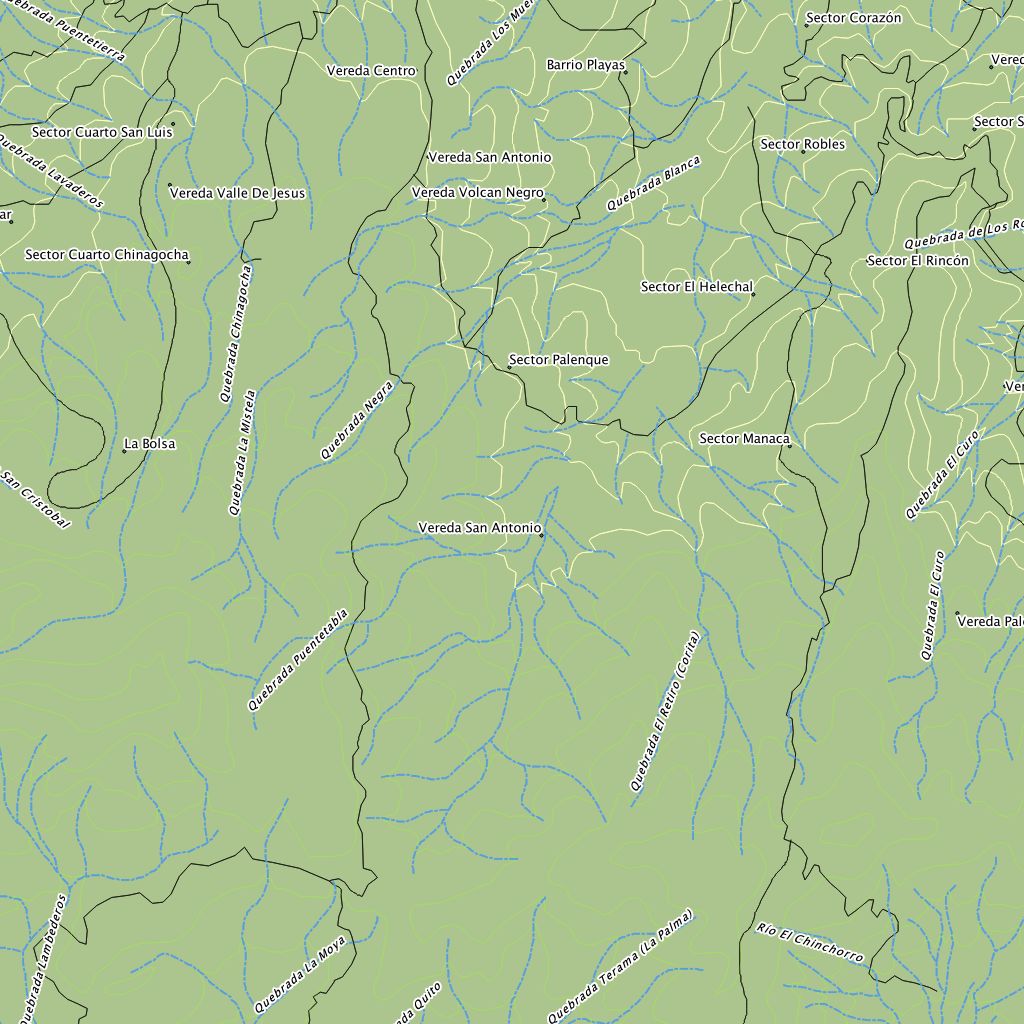 Quebrada Puentetierra
Quebrada Los
Sector Corazón
Vereda Centro
Barrio Playas
Sector Cuarto San Luis
Sector
Quebrada Lavaderos
Vereda San Antonio
Sector Robles
Vereda Valle De Jesus
Vereda Volcan Negro
Quebrada Blanca
ar
Quebrada de Los
Sector Cuarto Chinagocha
Sector El Rincón
Sector El Helechal
Quebrada Chinagocha
Sector Palenque
Quebrada Negra
Quebrada La Mistela
La Bolsa
Sector Manaca
Quebrada El Curo
San Cristobal
Vereda San Antonio
Quebrada El Curo
Quebrada Puentetabla
Vereda
Quebrada El Retiro (Corita)
Quebrada Lambederos
Quebrada La Moya
Quebrada Terama (La Palma)
Río El Chinchorro
Quito